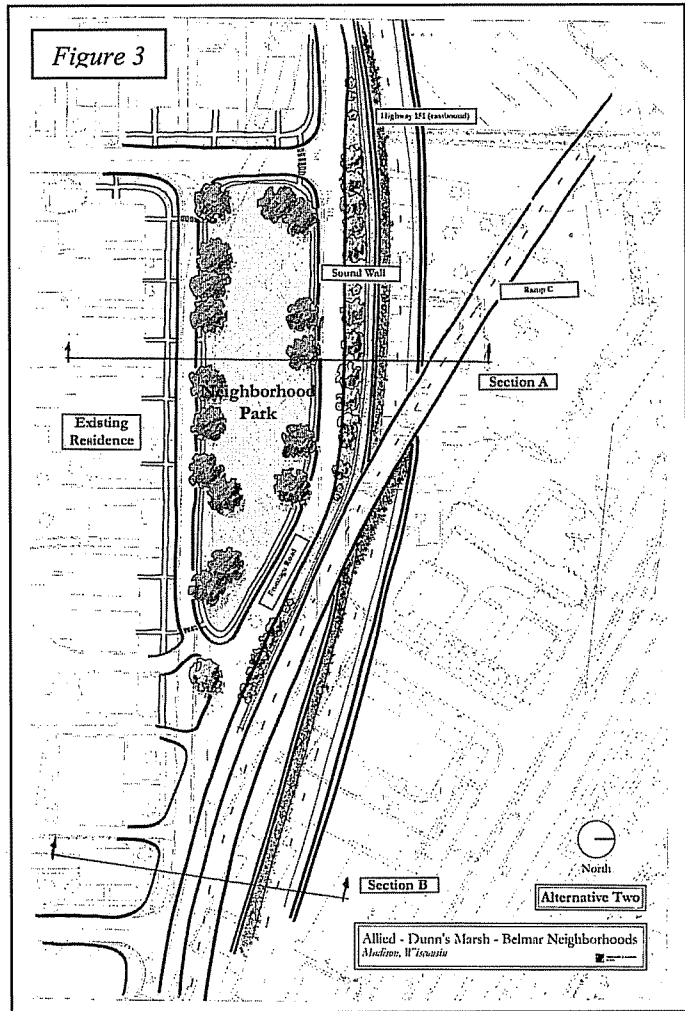 Figure 3
Highway 151 (eastbound)
Sound Wall
Ramp C
Section A
Neighborhood
Park
Existing
Residence
Frontage Road
Section B
North
Alternative Two
Allied - Dunn's Marsh - Belmar Neighborhoods
Madison, Wisconsin